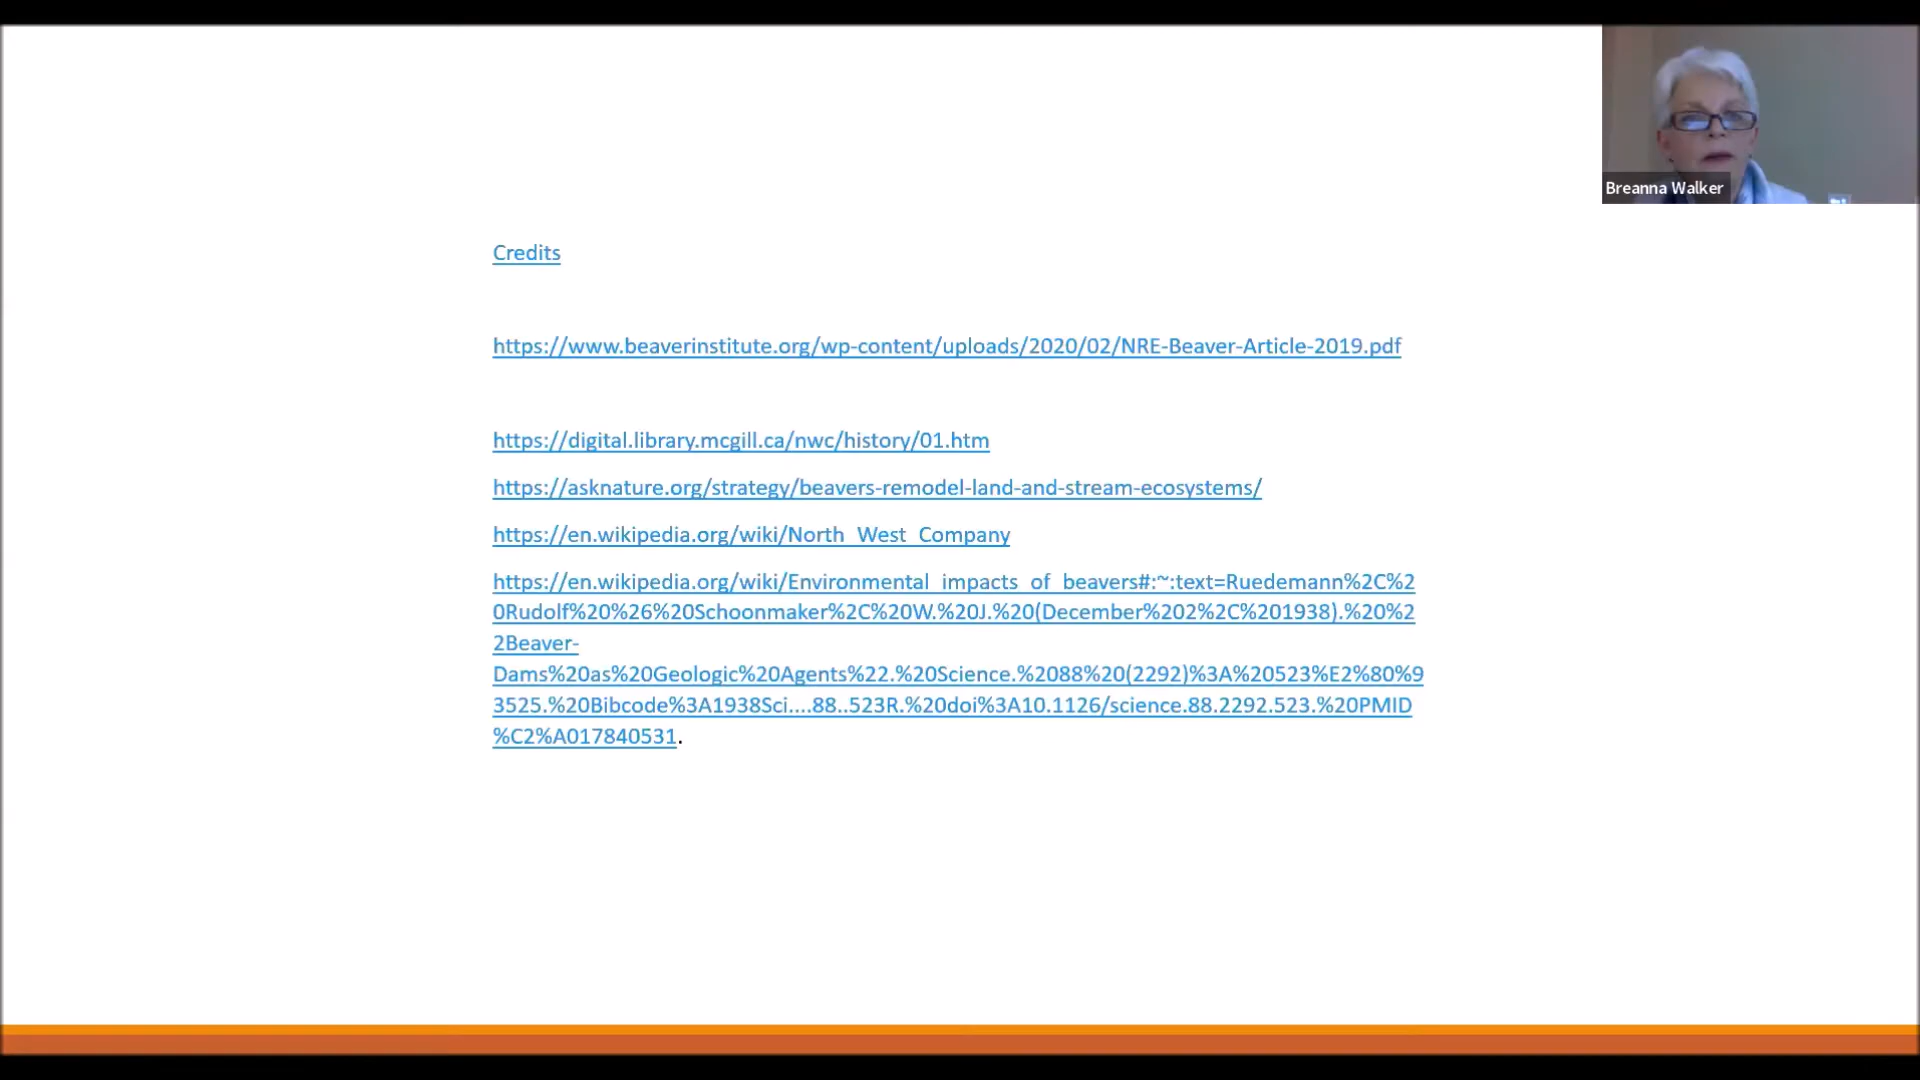 Breanna Walker
Credits
https://www.beaverinstitute.org/wp-content/uploads/2020/02/NRE-Beaver-Article-2019.pdf
https://digital.library.mcgill.ca/nwc/history/01.htm
https://asknature.org/strategy/beavers-remodel-land-and-stream-ecosystems/
https://en.wikipedia.org/wiki/North_West_Company
https://en.wikipedia.org/wiki/Environmental_impacts_of_beavers#:~:text=Ruedemann%2C%2
0Rudolf%20%26%20Schoonmaker%2C%20W.%20J.%20(December%202%2C%201938).%20%2
2Beaver-
Dams%20as%20Geologic%20Agents%22.%20Science.%2088%20(2292)%3A%20523%E2%80%9
3525.%20Bibcode%3A1938Sci....88..523R.%20doi%3A10.1126/science.88.2292.523.%20PMID
%C2%A017840531.